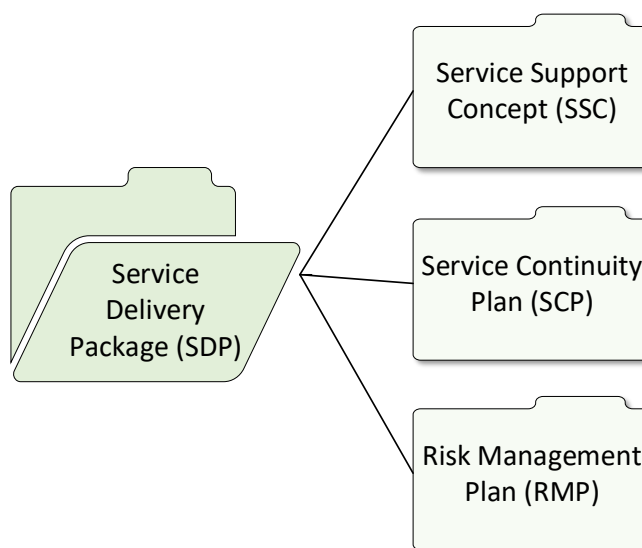 Service Support
Concept (SSC)
Service
Delivery
Package (SDP)
Service Continuity
Plan (SCP)
Risk Management
Plan (RMP)